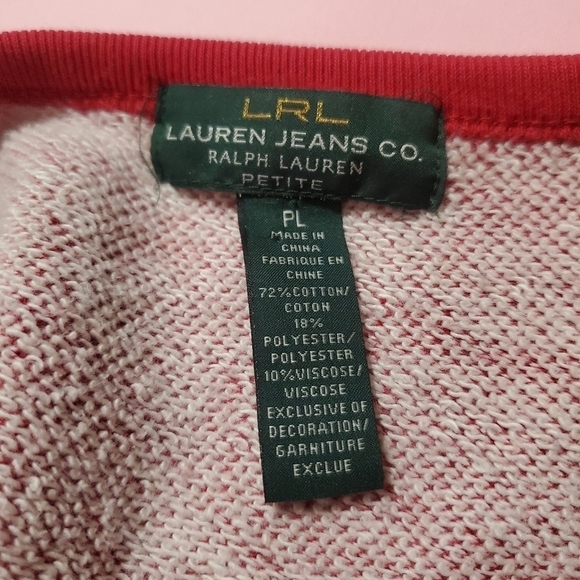 LRL
LAUREN JEANS CO.
RALPH LAUREN
PETITE
PL
MADE IN
CHINA
FABRIQUE EN
CHINE
72%COTTON/
COTON
18%
POLYESTER/
POLYESTER
10%VISCOSE/
VISCOSE
EXCLUSIVE OF
DECORATION/
GARNITURE
EXCLUE